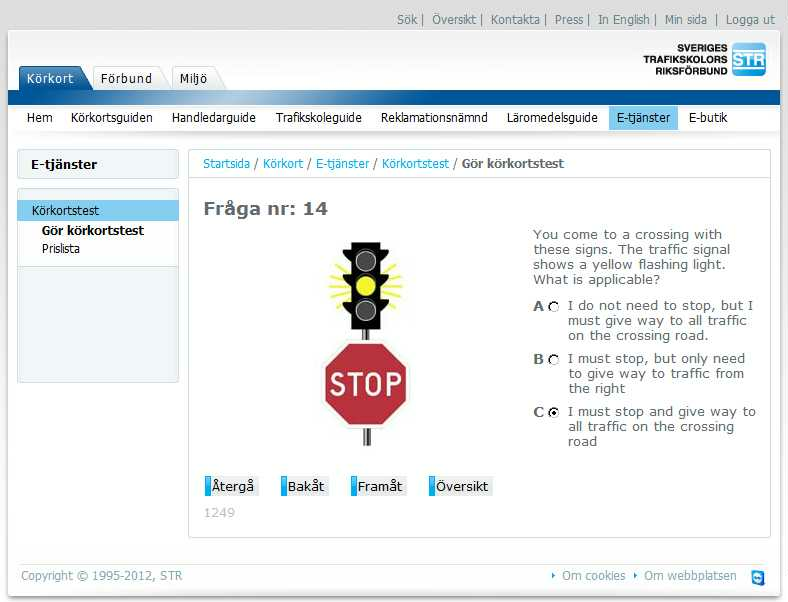 Sök | Översikt | Kontakta | Press | In English | Min sida | Logga ut
SVERIGES
TRAFIKSKOLORS
RIKSFÖRBUND
STR
Körkort Förbund Miljö
Hem Körkortsguiden Handledarguide Trafikskoleguide Reklamationsnämnd Läromedelsguide E-tjänster E-butik
E-tjänster
Startsida / Körkort / E-tjänster / Körkortstest / Gör körkortstest
Körkortstest
Gör körkortstest
Prislista
Fråga nr: 14
STOP
You come to a crossing with
these signs. The traffic signal
shows a yellow flashing light.
What is applicable?
A I do not need to stop, but I
must give way to all traffic
on the crossing road.
B I must stop, but only need
to give way to traffic from
the right
C I must stop and give way to
all traffic on the crossing
road
Återgå Bakåt Framåt Översikt
1249
Copyright © 1995-2012, STR
Om cookies Om webbplatsen